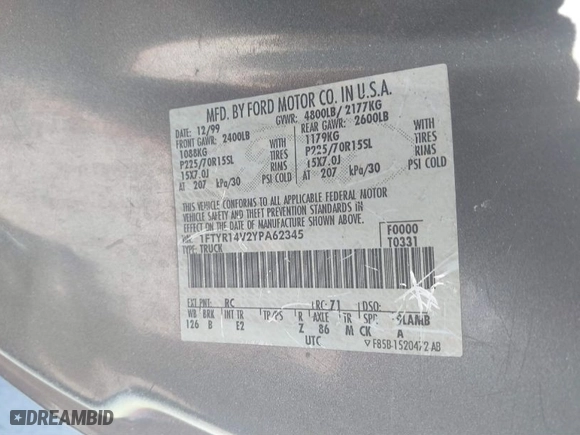 MFD. BY FORD MOTOR CO. IN U.S.A.
DATE: 12/99 GVWR: 4800LB/ 2177KG
FRONT GAWR: 2400LB REAR GAWR: 2600LB
1088KG 1179KG
P225/70R15SL TIRES P225/70R15SL TIRES
15X7.0J RIMS 15X7.0J RIMS
AT 207 kPa/30 PSI COLD AT 207 kPa/30 PSI COLD
THIS VEHICLE CONFORMS TO ALL APPLICABLE FEDERAL MOTOR
VEHICLE SAFETY AND THEFT PREVENTION STANDARDS IN
EFFECT ON THE DATE OF MANUFACTURE SHOWN ABOVE.
VIN: 1FTYR14V2YPA62345 F0000
TYPE: TRUCK T0331
EXT PNT: RC RC: 71 DSO:
WB BRK INT TR TP/PS R AXLE TR SPR
126 B E2 Z 86 M CK A
UTC
F85B-1520472-AB
DREAMBID